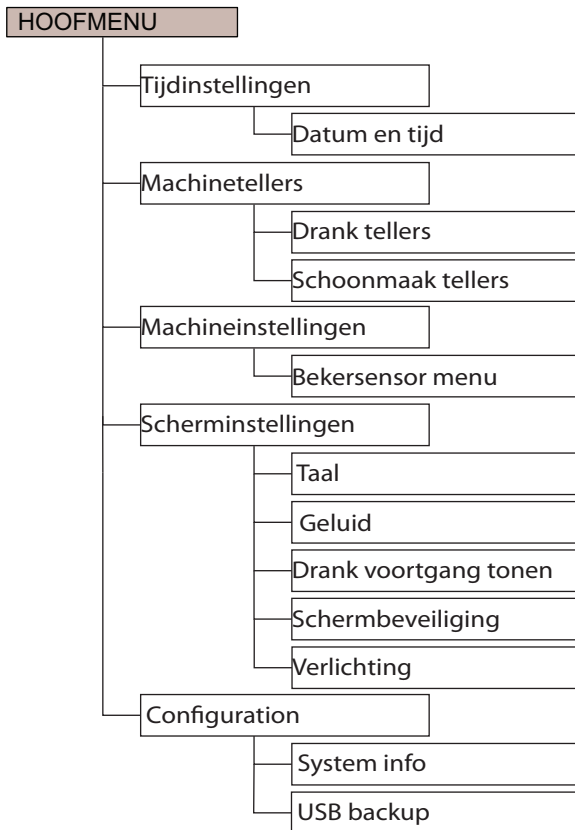 HOOFMENU
Tijdinstellingen
Datum en tijd
Machinetellers
Drank tellers
Schoonmaak tellers
Machineinstellingen
Bekersensor menu
Scherminstellingen
Taal
Geluid
Drank voortgang tonen
Schermbeveiliging
Verlichting
Configuration
System info
USB backup